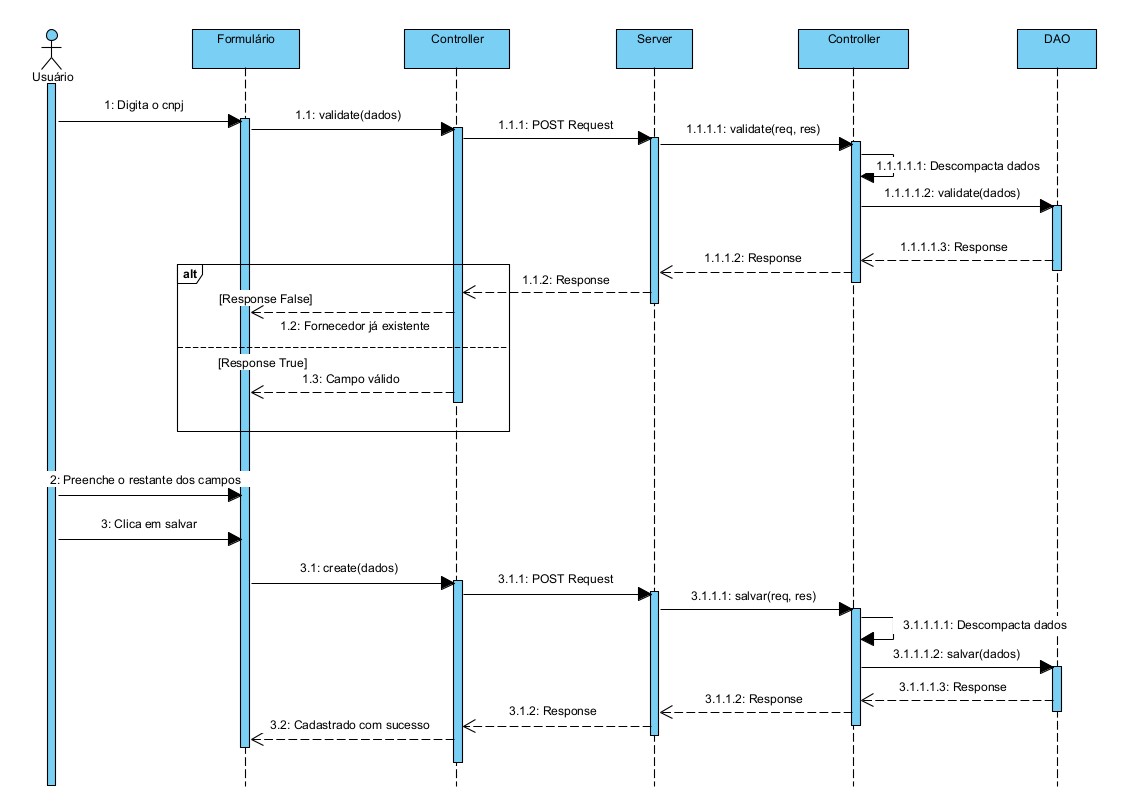 Formulário
Controller
Server
Controller
DAO
Usuário
1: Digita o cnpj
1.1: validate(dados)
1.1.1: POST Request
1.1.1.1: validate(req, res)
1.1.1.1.1: Descompacta dados
1.1.1.1.2: validate(dados)
1.1.1.1.3: Response
1.1.1.2: Response
1.1.2: Response
alt
[Response False]
1.2: Fornecedor já existente
[Response True]
1.3: Campo válido
2: Preenche o restante dos campos
3: Clica em salvar
3.1: create(dados)
3.1.1: POST Request
3.1.1.1: salvar(req, res)
3.1.1.1.1: Descompacta dados
3.1.1.1.2: salvar(dados)
3.1.1.1.3: Response
3.1.1.2: Response
3.1.2: Response
3.2: Cadastrado com sucesso